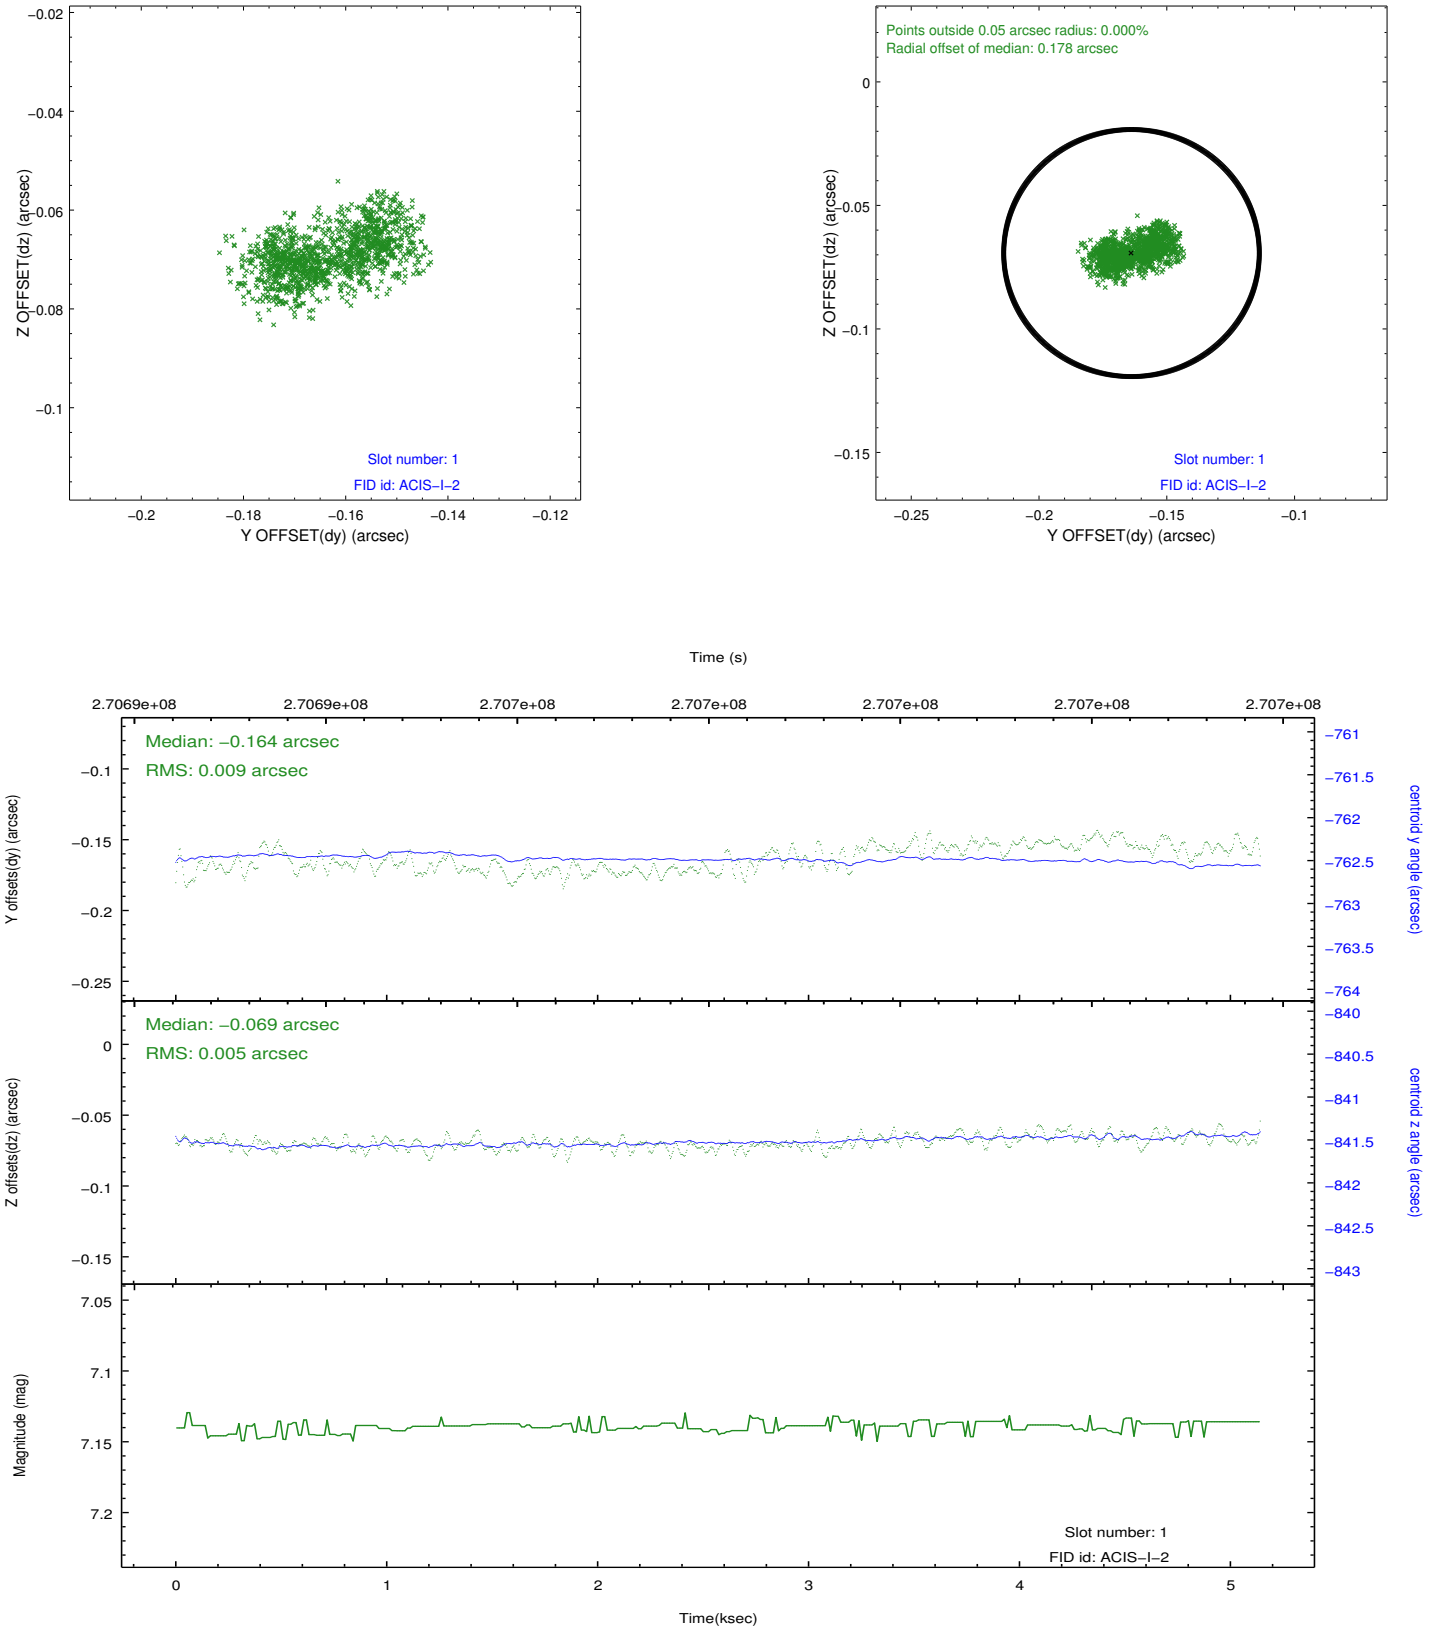 −0.02
−0.04
−0.06
−0.08
−0.1
Z OFFSET(dz) (arcsec)
Slot number: 1
FID id: ACIS−I−2
−0.2
−0.18
−0.16
−0.14
−0.12
Y OFFSET(dy) (arcsec)
Points outside 0.05 arcsec radius: 0.000%
Radial offset of median: 0.178 arcsec
0
−0.05
−0.1
−0.15
Z OFFSET(dz) (arcsec)
Slot number: 1
FID id: ACIS−I−2
−0.25
−0.2
−0.15
−0.1
Y OFFSET(dy) (arcsec)
Time (s)
2.7069e+08
2.7069e+08
2.707e+08
2.707e+08
2.707e+08
2.707e+08
2.707e+08
Median: −0.164 arcsec
RMS: 0.009 arcsec
−0.1
−0.15
−0.2
−0.25
Y offsets(dy) (arcsec)
−761
−761.5
−762
−762.5
−763
−763.5
−764
centroid y angle (arcsec)
Median: −0.069 arcsec
RMS: 0.005 arcsec
0
−0.05
−0.1
−0.15
Z offsets(dz) (arcsec)
−840
−840.5
−841
−841.5
−842
−842.5
−843
centroid z angle (arcsec)
7.05
7.1
7.15
7.2
Magnitude (mag)
Slot number: 1
FID id: ACIS−I−2
0
1
2
3
4
5
Time(ksec)